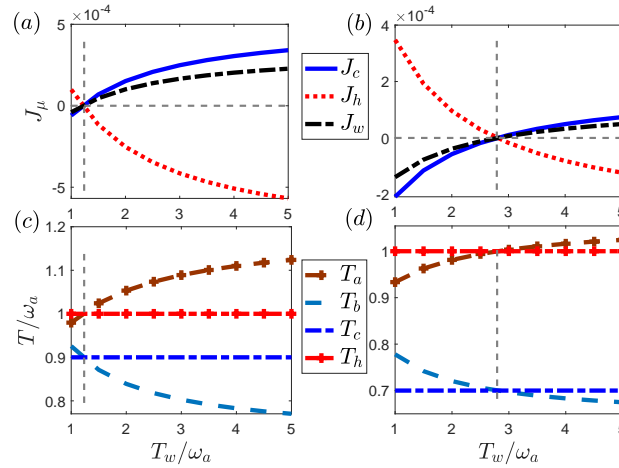 (a)
×10⁻⁴
5
0
-5
J_μ
1 2 3 4 5
J_c
J_h
J_w
(b)
×10⁻⁴
4
2
0
-2
1 2 3 4 5
(c)
1.2
1.1
1
0.9
0.8
T/ω_a
1 2 3 4 5
T_w/ω_a
T_a
T_b
T_c
T_h
(d)
1
0.9
0.8
0.7
1 2 3 4 5
T_w/ω_a